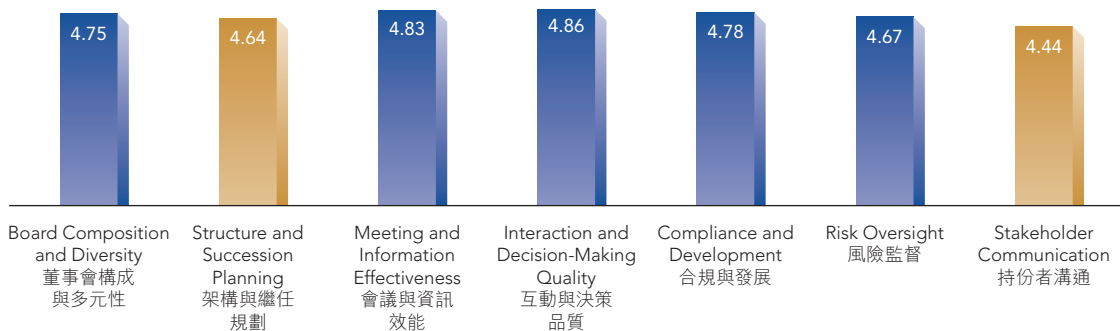 4.75
4.64
4.83
4.86
4.78
4.67
4.44
Board Composition
and Diversity
董事會構成
與多元性
Structure and
Succession
Planning
架構與繼任
規劃
Meeting and
Information
Effectiveness
會議與資訊
效能
Interaction and
Decision-Making
Quality
互動與決策
品質
Compliance and
Development
合規與發展
Risk Oversight
風險監督
Stakeholder
Communication
持份者溝通